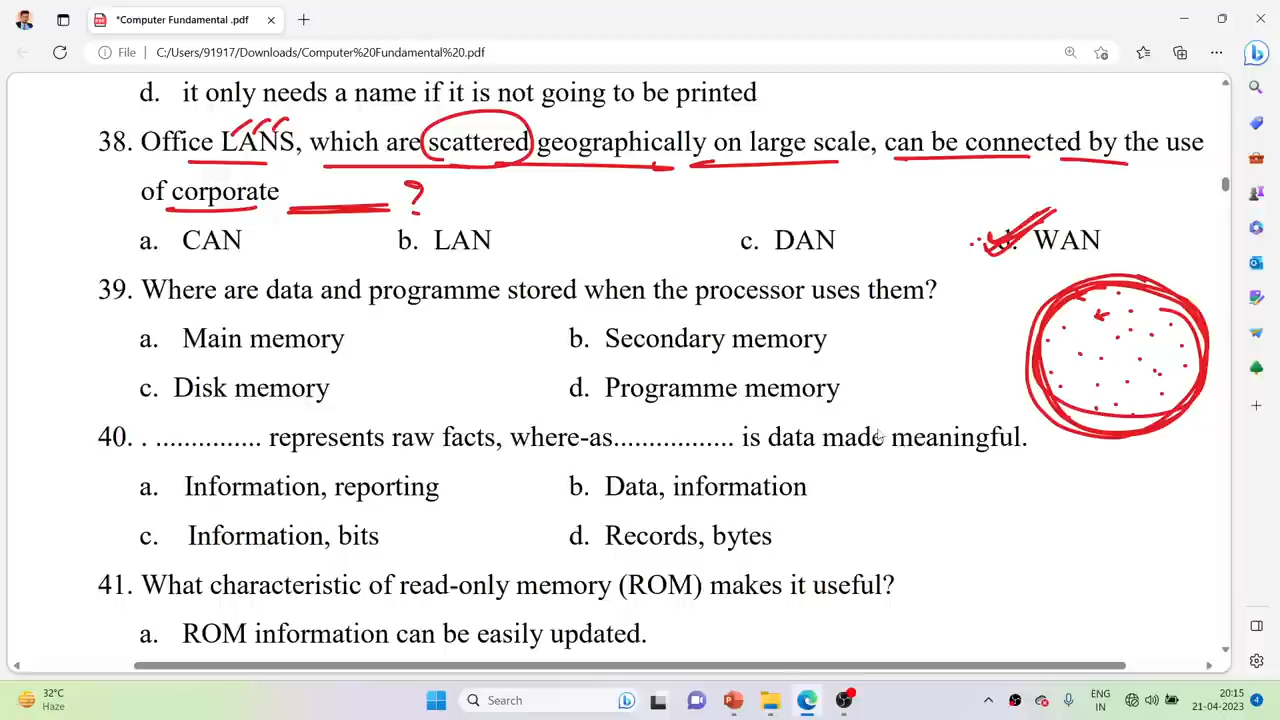 *Computer Fundamental .pdf
File C:/Users/91917/Downloads/Computer%20Fundamental%20.pdf
d. it only needs a name if it is not going to be printed
38. Office LANS, which are scattered geographically on large scale, can be connected by the use
of corporate ?
a. CAN b. LAN c. DAN d. WAN
39. Where are data and programme stored when the processor uses them?
a. Main memory b. Secondary memory
c. Disk memory d. Programme memory
40. . ............... represents raw facts, where-as................. is data made meaningful.
a. Information, reporting b. Data, information
c. Information, bits d. Records, bytes
41. What characteristic of read-only memory (ROM) makes it useful?
a. ROM information can be easily updated.
32°C
Haze
Search
ENG
IN
20:15
21-04-2023
4